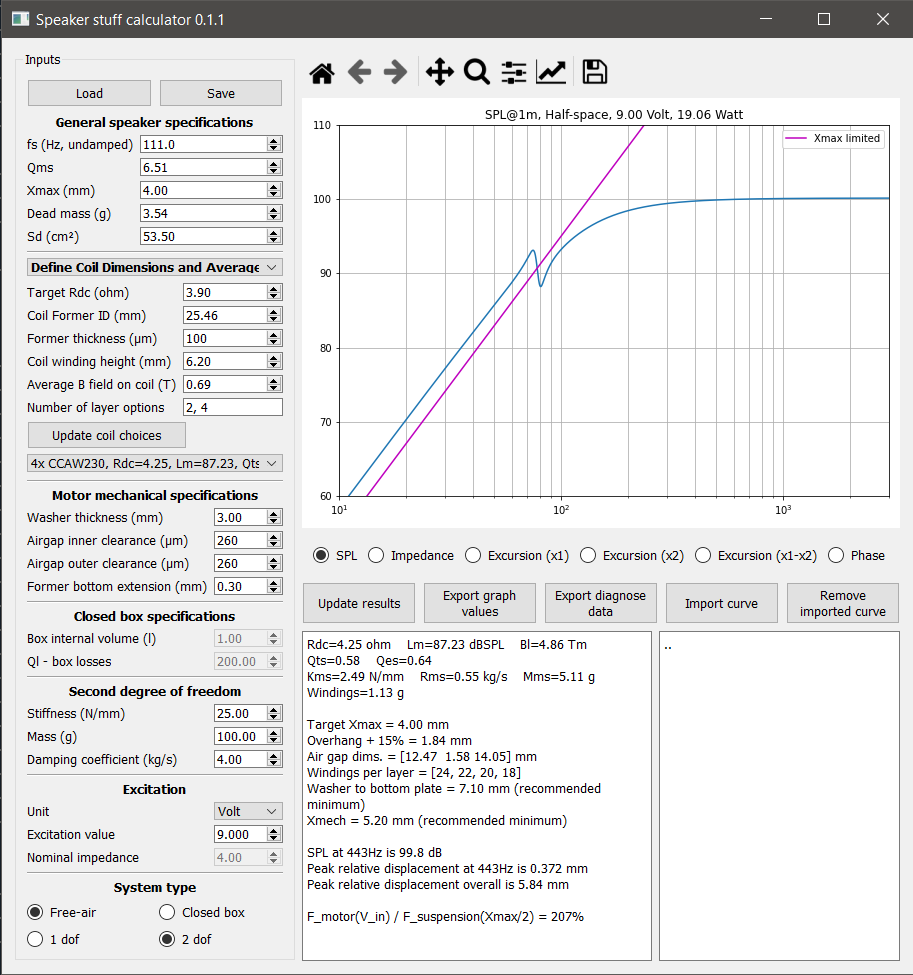 Speaker stuff calculator 0.1.1
Inputs
Load Save
General speaker specifications
fs (Hz, undamped) 111.0
Qms 6.51
Xmax (mm) 4.00
Dead mass (g) 3.54
Sd (cm²) 53.50
Define Coil Dimensions and Average
Target Rdc (ohm) 3.90
Coil Former ID (mm) 25.46
Former thickness (µm) 100
Coil winding height (mm) 6.20
Average B field on coil (T) 0.69
Number of layer options 2, 4
Update coil choices
4x CCAW230, Rdc=4.25, Lm=87.23, Qts
Motor mechanical specifications
Washer thickness (mm) 3.00
Airgap inner clearance (µm) 260
Airgap outer clearance (µm) 260
Former bottom extension (mm) 0.30
Closed box specifications
Box internal volume (l) 1.00
Ql - box losses 200.00
Second degree of freedom
Stiffness (N/mm) 25.00
Mass (g) 100.00
Damping coefficient (kg/s) 4.00
Excitation
Unit Volt
Excitation value 9.000
Nominal impedance 4.00
System type
Free-air Closed box
1 dof 2 dof
SPL@1m, Half-space, 9.00 Volt, 19.06 Watt
Xmax limited
110
100
90
80
70
60
10¹ 10² 10³
SPL Impedance Excursion (x1) Excursion (x2) Excursion (x1-x2) Phase
Update results
Export graph
values
Export diagnose
data
Import curve
Remove
imported curve
Rdc=4.25 ohm Lm=87.23 dBSPL Bl=4.86 Tm
Qts=0.58 Qes=0.64
Kms=2.49 N/mm Rms=0.55 kg/s Mms=5.11 g
Windings=1.13 g
Target Xmax = 4.00 mm
Overhang + 15% = 1.84 mm
Air gap dims. = [12.47 1.58 14.05] mm
Windings per layer = [24, 22, 20, 18]
Washer to bottom plate = 7.10 mm (recommended
minimum)
Xmech = 5.20 mm (recommended minimum)
SPL at 443Hz is 99.8 dB
Peak relative displacement at 443Hz is 0.372 mm
Peak relative displacement overall is 5.84 mm
F_motor(V_in) / F_suspension(Xmax/2) = 207%
..